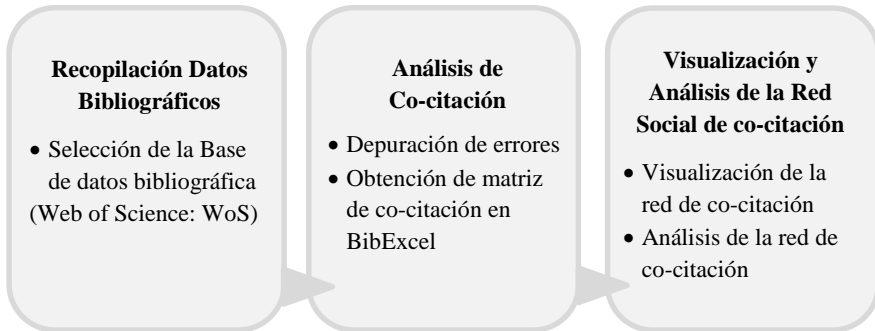 Recopilación Datos
Bibliográficos
• Selección de la Base
de datos bibliográfica
(Web of Science: WoS)
Análisis de
Co-citación
• Depuración de errores
• Obtención de matriz
de co-citación en
BibExcel
Visualización y
Análisis de la Red
Social de co-citación
• Visualización de la
red de co-citación
• Análisis de la red de
co-citación